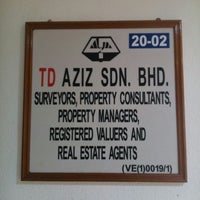 20-02
TD AZIZ SDN. BHD.
SURVEYORS, PROPERTY CONSULTANTS,
PROPERTY MANAGERS,
REGISTERED VALUERS AND
REAL ESTATE AGENTS
(VE(1)0019/1)